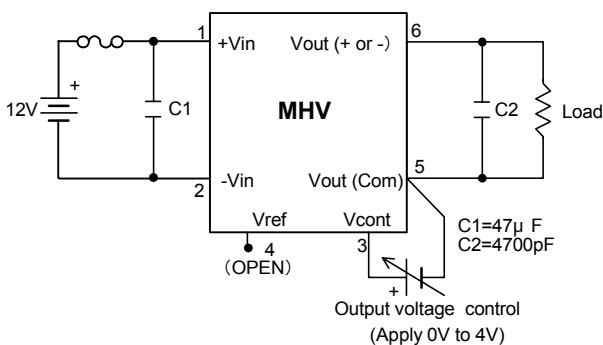 1
6
+Vin
Vout (+ or -)
+
12V
C1
MHV
C2
Load
5
2
-Vin
Vout (Com)
Vref
Vcont
C1=47μ F
C2=4700pF
4
3
(OPEN)
+
Output voltage control
(Apply 0V to 4V)